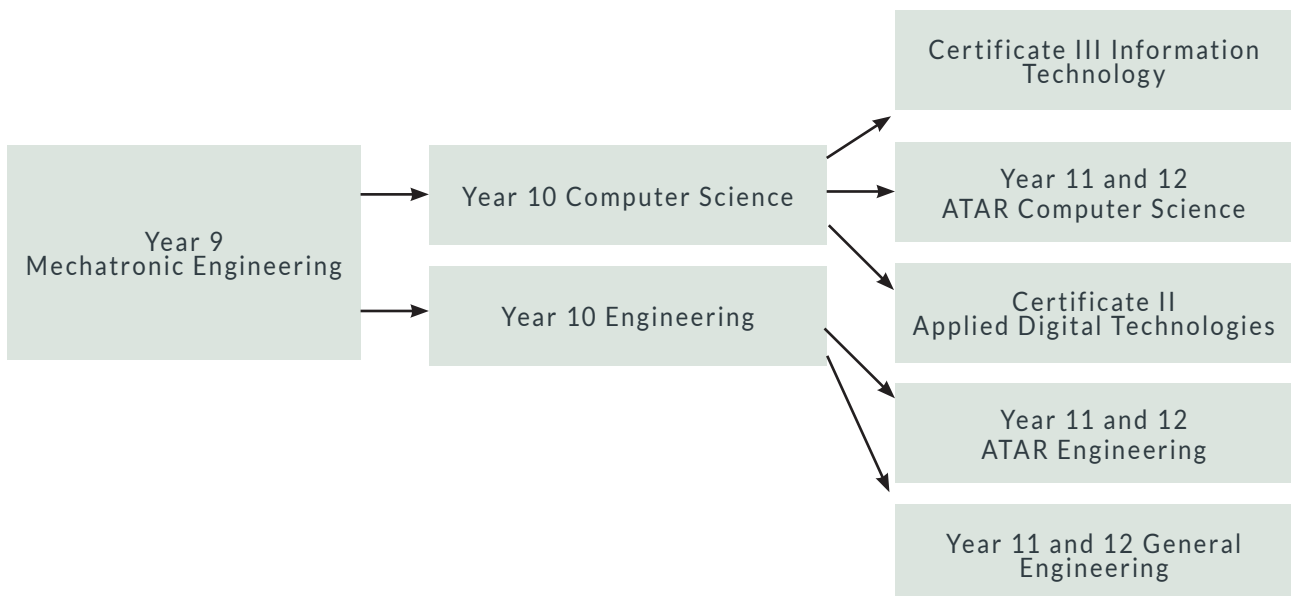 Year 9
Mechatronic Engineering
Year 10 Computer Science
Year 10 Engineering
Certificate III Information
Technology
Year 11 and 12
ATAR Computer Science
Certificate II
Applied Digital Technologies
Year 11 and 12
ATAR Engineering
Year 11 and 12 General
Engineering